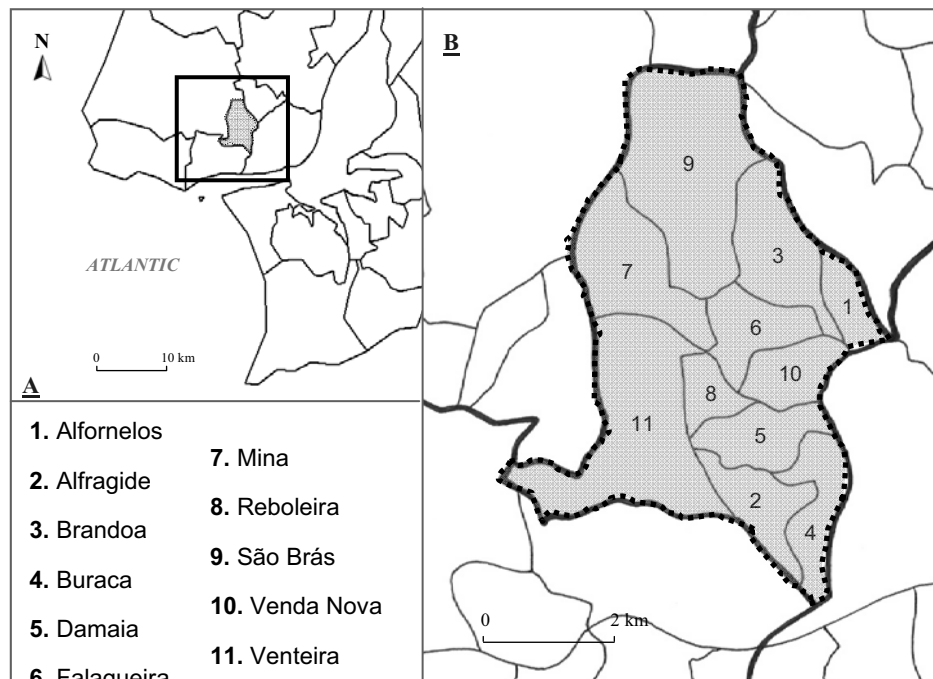 N
ATLANTIC
0 10 km
A
1. Alfornelos
2. Alfragide
3. Brandoa
4. Buraca
5. Damaia
6. Falagueira
7. Mina
8. Reboleira
9. São Brás
10. Venda Nova
11. Venteira
B
9
3
7
1
6
10
8
11
5
2
4
0 2 km